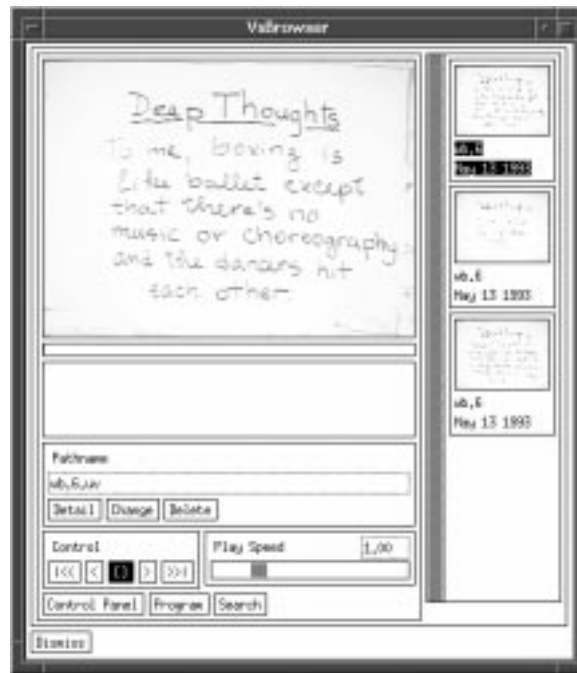 VsBrowser
Deep Thoughts
To me, boxing is
like ballet except
that there's no
music or choreography
and the dancers hit
each other.
wb.6
May 13 1993
wb.6
May 13 1993
wb.6
May 13 1993
Pathname
wb.6.uv
Detail Change Delete
Control
Play Speed 1.00
|<< < () > >>|
Control Panel Program Search
Dismiss